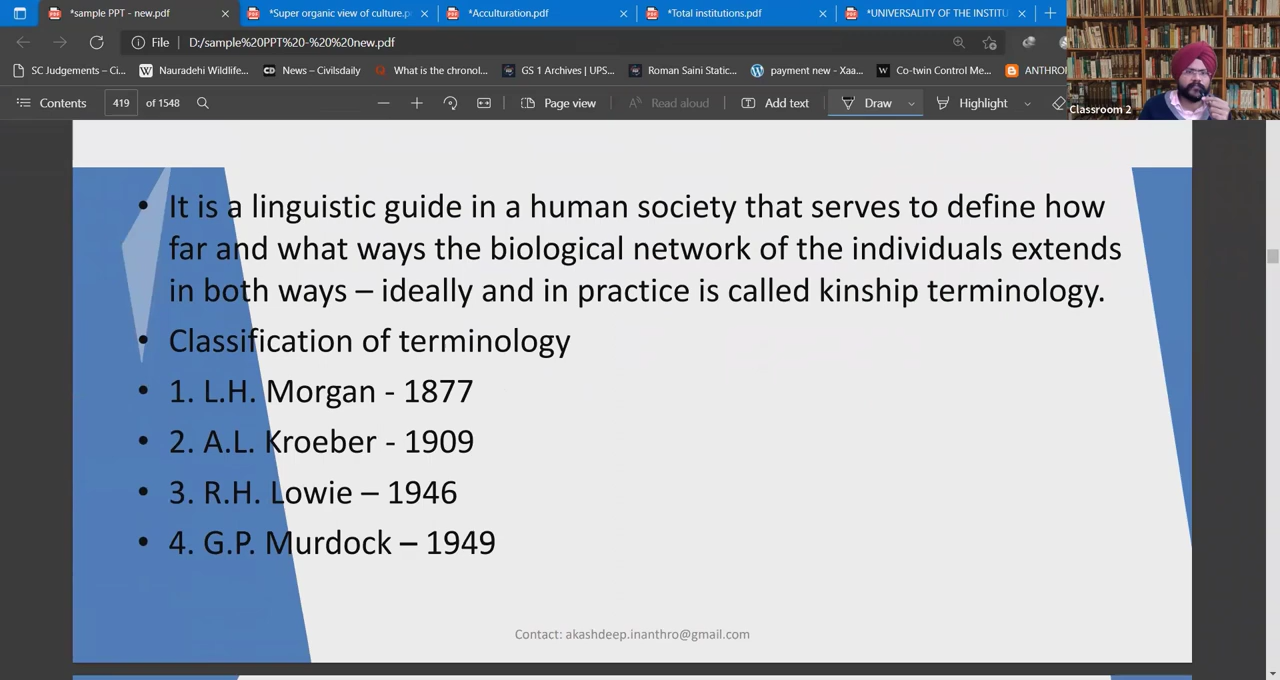 *sample PPT - new.pdf
*Super organic view of culture.p
*Acculturation.pdf
*Total institutions.pdf
*UNIVERSALITY OF THE INSTITU
File
D:/sample%20PPT%20-%20%20new.pdf
SC Judgements – Ci...
Nauradehi Wildlife...
News – Civilsdaily
What is the chronol...
GS 1 Archives | UPS...
Roman Saini Static...
payment new - Xaa...
Co-twin Control Me...
ANTHRO
Contents
419
of 1548
Page view
Read aloud
Add text
Draw
Highlight
Classroom 2
• It is a linguistic guide in a human society that serves to define how
far and what ways the biological network of the individuals extends
in both ways – ideally and in practice is called kinship terminology.
• Classification of terminology
• 1. L.H. Morgan - 1877
• 2. A.L. Kroeber - 1909
• 3. R.H. Lowie – 1946
• 4. G.P. Murdock – 1949
Contact: akashdeep.inanthro@gmail.com